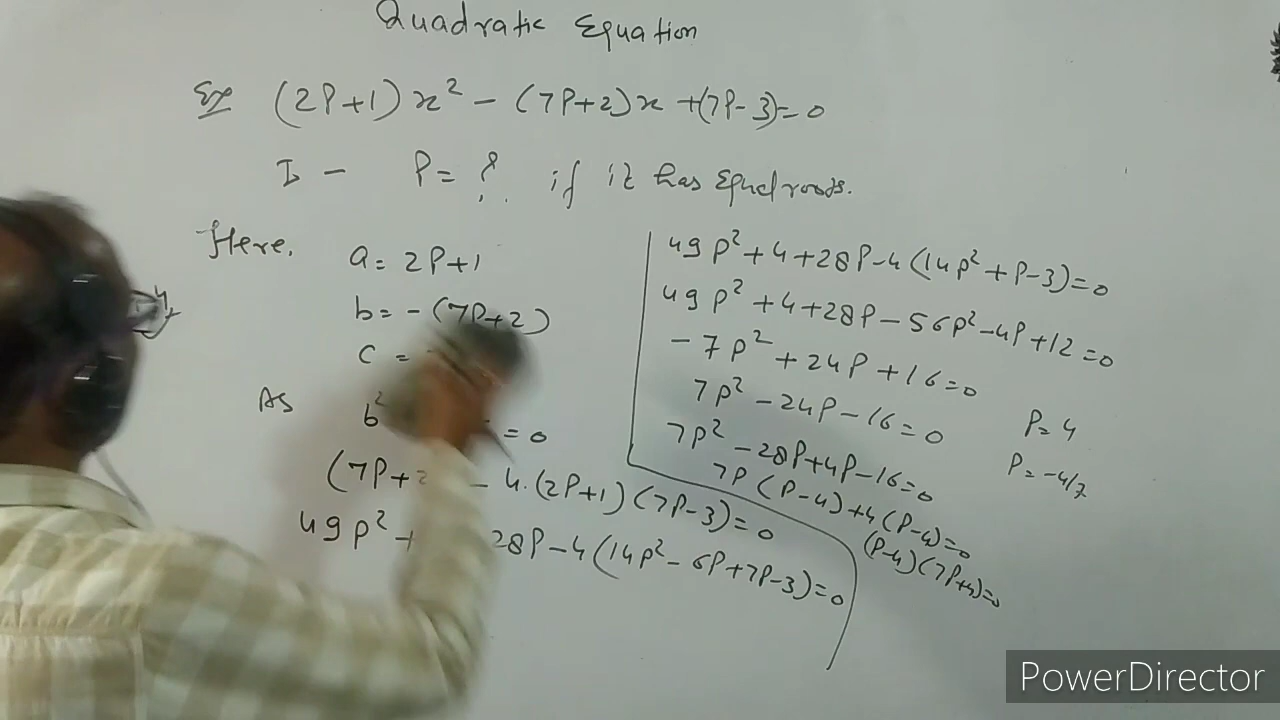 Quadratic Equation
Ex (2P+1)x² - (7P+2)x +(7P-3)=0
I - P= ? if it has Equal roots.
Here,
a= 2P+1
b= -(7P+2)
c =
As b² = 0
(7P+2 - 4.(2P+1)(7P-3)=0
49P²+ 28P-4(14P²-6P+7P-3)=0
49P²+4+28P-4(14P²+P-3)=0
49P²+4+28P-56P²-4P+12=0
-7P²+24P+16=0
7P²-24P-16=0
7P²-28P+4P-16=0
7P(P-4)+4(P-4)=0
(P-4)(7P+4)=0
P= 4
P= -4/7
PowerDirector